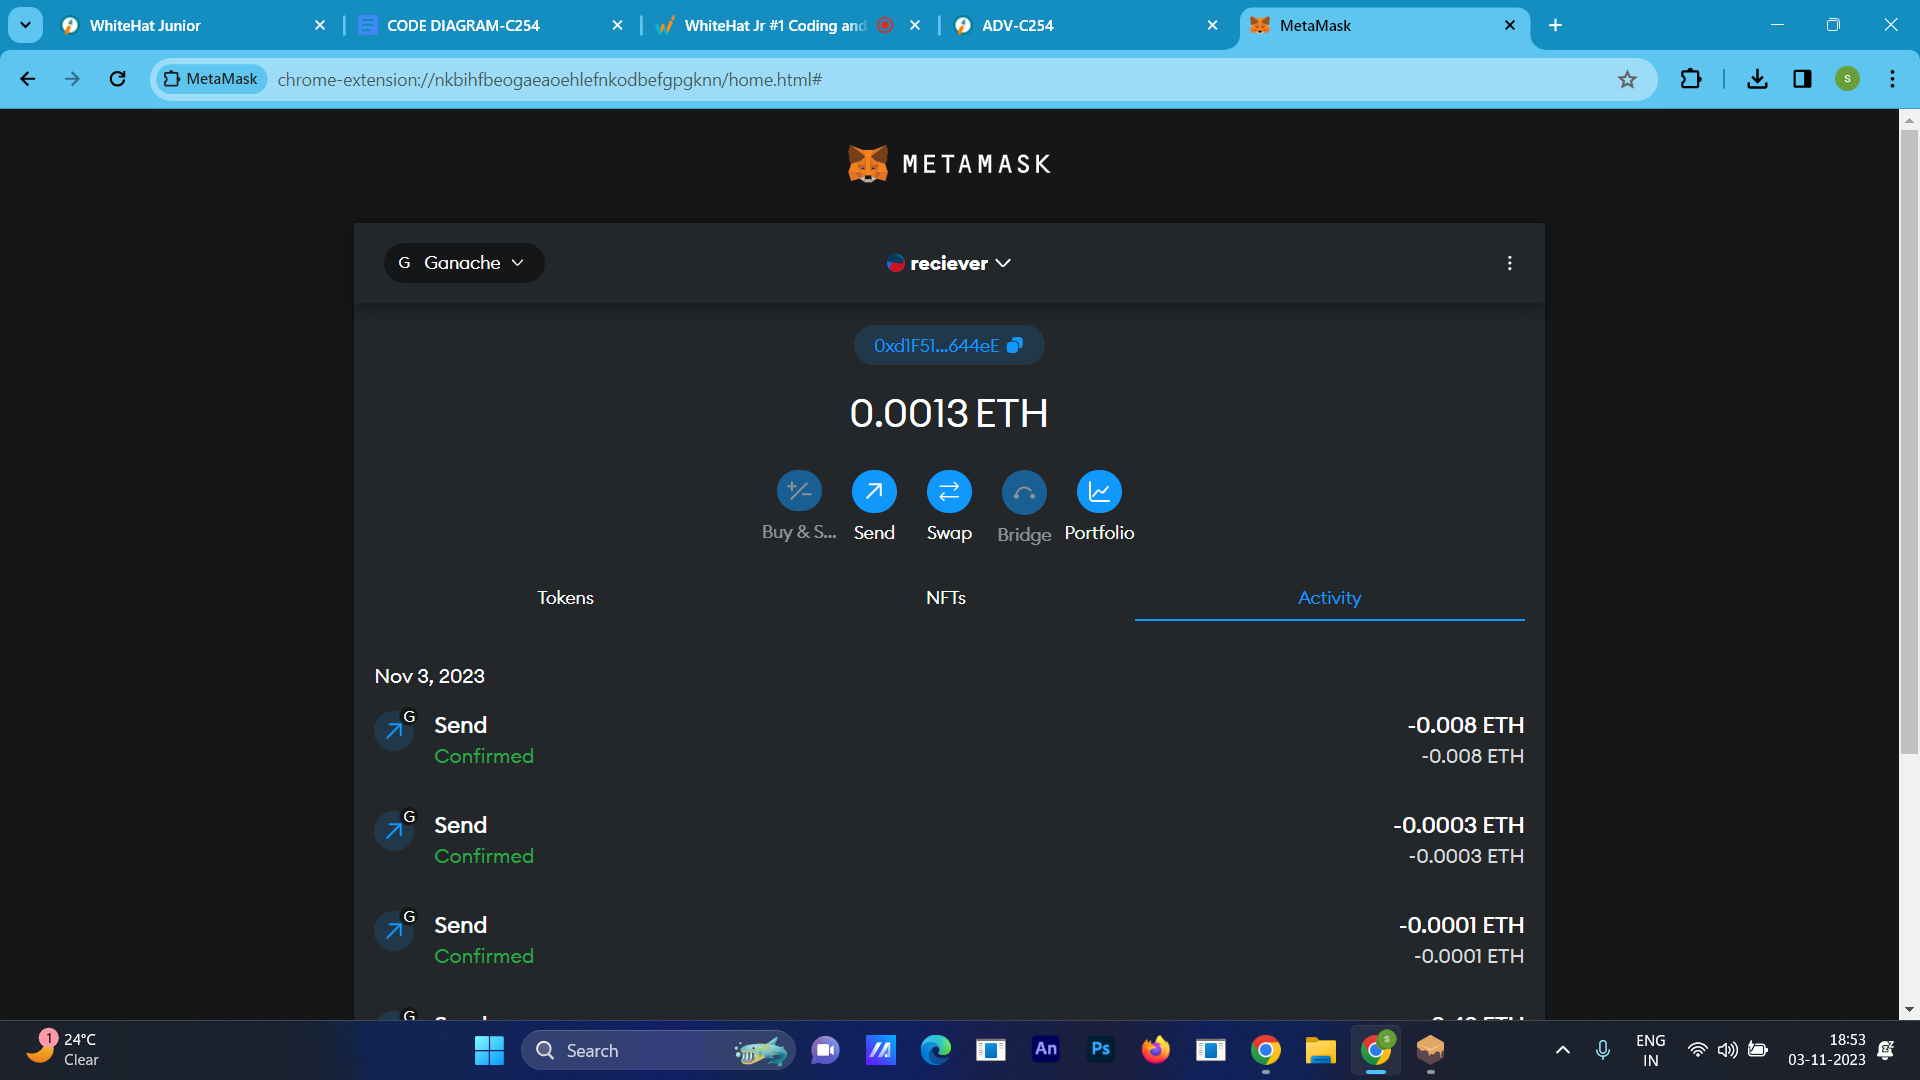 WhiteHat Junior
CODE DIAGRAM-C254
WhiteHat Jr #1 Coding and
ADV-C254
MetaMask
MetaMask
chrome-extension://nkbihfbeogaeaoehlefnkodbefgpgknn/home.html#
S
METAMASK
G Ganache
reciever
0xd1F51...644eE
0.0013 ETH
Buy & S...
Send
Swap
Bridge
Portfolio
Tokens
NFTs
Activity
Nov 3, 2023
G
Send
-0.008 ETH
Confirmed
-0.008 ETH
G
Send
-0.0003 ETH
Confirmed
-0.0003 ETH
G
Send
-0.0001 ETH
Confirmed
-0.0001 ETH
G
1
24°C
Clear
Search
An
Ps
S
ENG
IN
18:53
03-11-2023